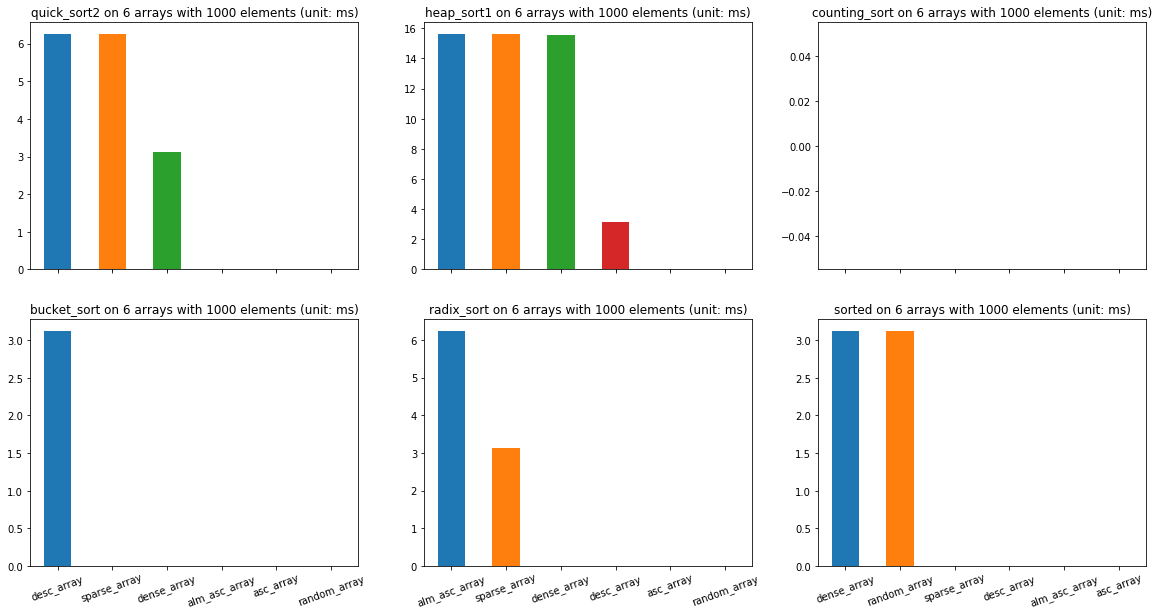 quick_sort2 on 6 arrays with 1000 elements (unit: ms)
6
5
4
3
2
1
0
heap_sort1 on 6 arrays with 1000 elements (unit: ms)
16
14
12
10
8
6
4
2
0
counting_sort on 6 arrays with 1000 elements (unit: ms)
0.04
0.02
0.00
−0.02
−0.04
bucket_sort on 6 arrays with 1000 elements (unit: ms)
3.0
2.5
2.0
1.5
1.0
0.5
0.0
desc_array
sparse_array
dense_array
alm_asc_array
asc_array
random_array
radix_sort on 6 arrays with 1000 elements (unit: ms)
6
5
4
3
2
1
0
alm_asc_array
sparse_array
dense_array
desc_array
asc_array
random_array
sorted on 6 arrays with 1000 elements (unit: ms)
3.0
2.5
2.0
1.5
1.0
0.5
0.0
dense_array
random_array
sparse_array
desc_array
alm_asc_array
asc_array